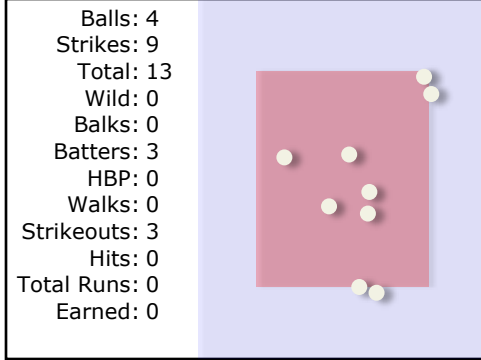 Balls: 4
Strikes: 9
Total: 13
Wild: 0
Balks: 0
Batters: 3
HBP: 0
Walks: 0
Strikeouts: 3
Hits: 0
Total Runs: 0
Earned: 0